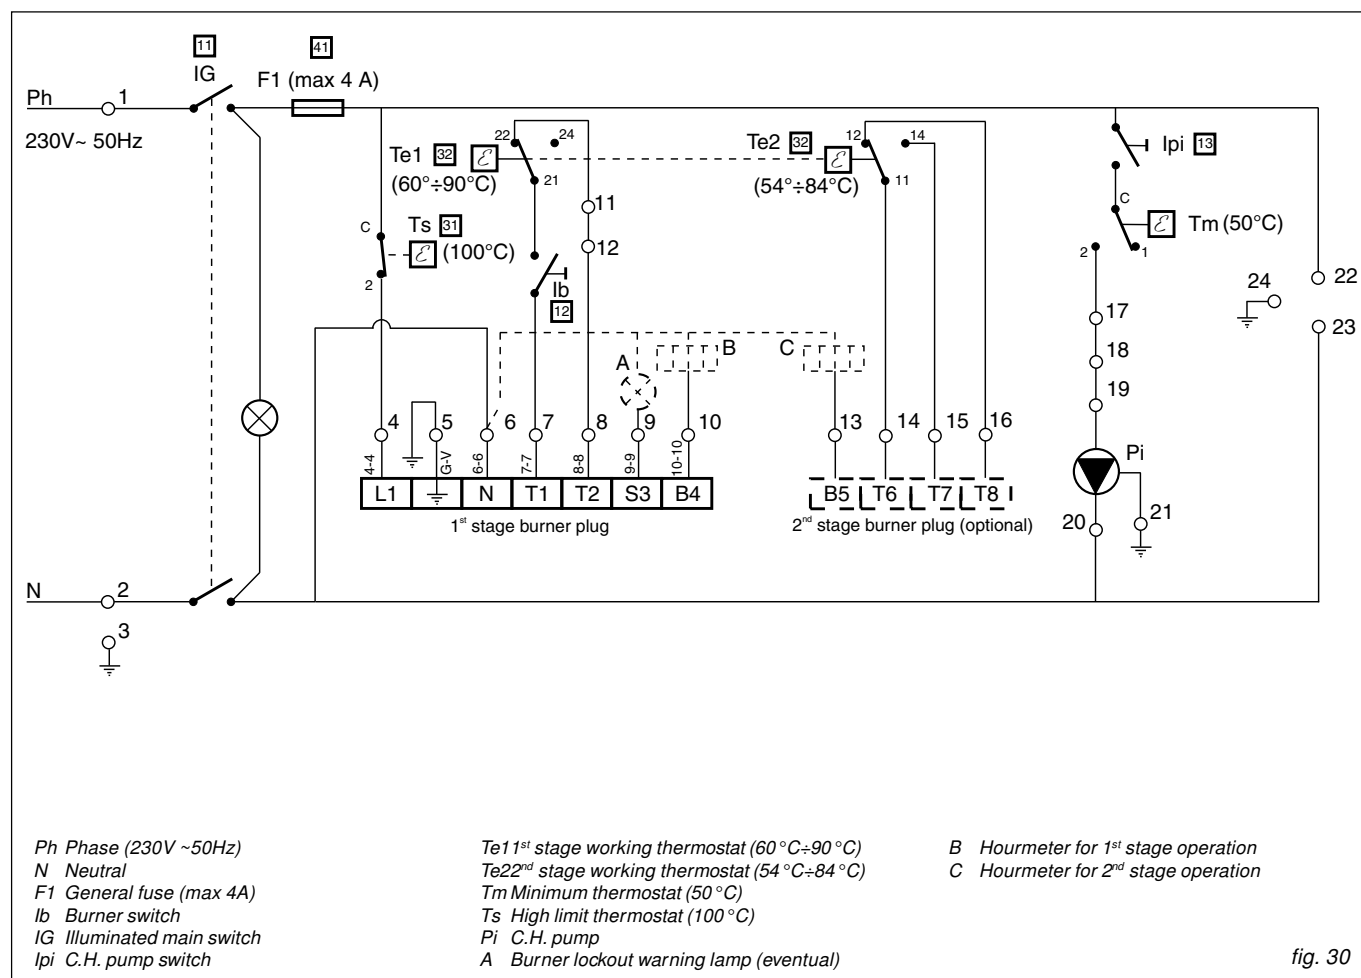 11
IG
41
F1 (max 4 A)
Ph
1
230V~ 50Hz
22
24
Te1 32
(60°÷90°C)
ℰ
21
Te2 32
(54°÷84°C)
ℰ
12
14
11
Ipi 13
C
Tm (50°C)
ℰ
2
1
C
Ts 31
(100°C)
ℰ
2
11
12
Ib
12
24
22
23
17
18
19
A
B
C
4
5
6
7
8
9
10
13
14
15
16
4-4
G-V
6-6
7-7
8-8
9-9
10-10
L1
N
T1
T2
S3
B4
1st stage burner plug
B5
T6
T7
T8
2nd stage burner plug (optional)
Pi
20
21
N
2
3
Ph Phase (230V ~50Hz)
N Neutral
F1 General fuse (max 4A)
Ib Burner switch
IG Illuminated main switch
Ipi C.H. pump switch
Te11st stage working thermostat (60°C÷90°C)
Te22nd stage working thermostat (54°C÷84°C)
Tm Minimum thermostat (50°C)
Ts High limit thermostat (100°C)
Pi C.H. pump
A Burner lockout warning lamp (eventual)
B Hourmeter for 1st stage operation
C Hourmeter for 2nd stage operation
fig. 30